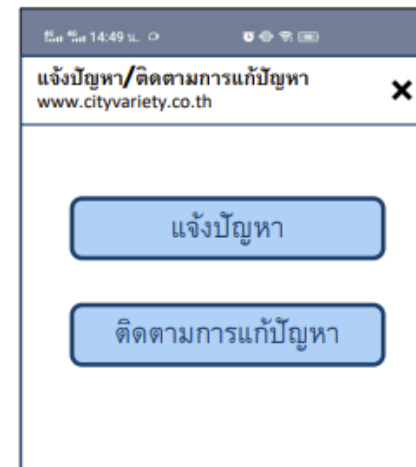 14:49 น.
แจ้งปัญหา/ติดตามการแก้ปัญหา
www.cityvariety.co.th
แจ้งปัญหา
ติดตามการแก้ปัญหา